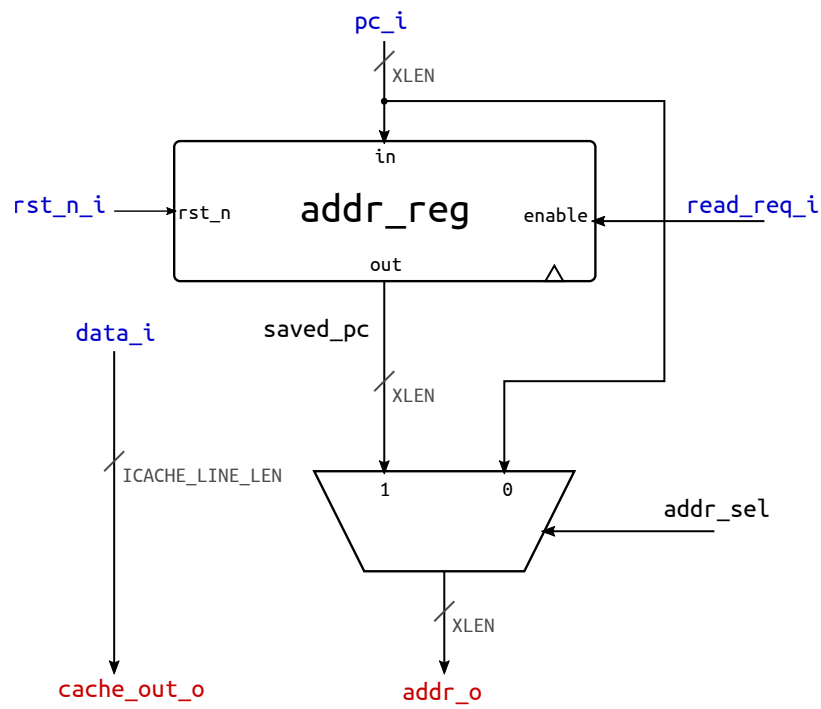 pc_i
XLEN
in
rst_n_i
rst_n
addr_reg
enable
read_req_i
out
saved_pc
data_i
XLEN
ICACHE_LINE_LEN
1
0
addr_sel
XLEN
cache_out_o
addr_o